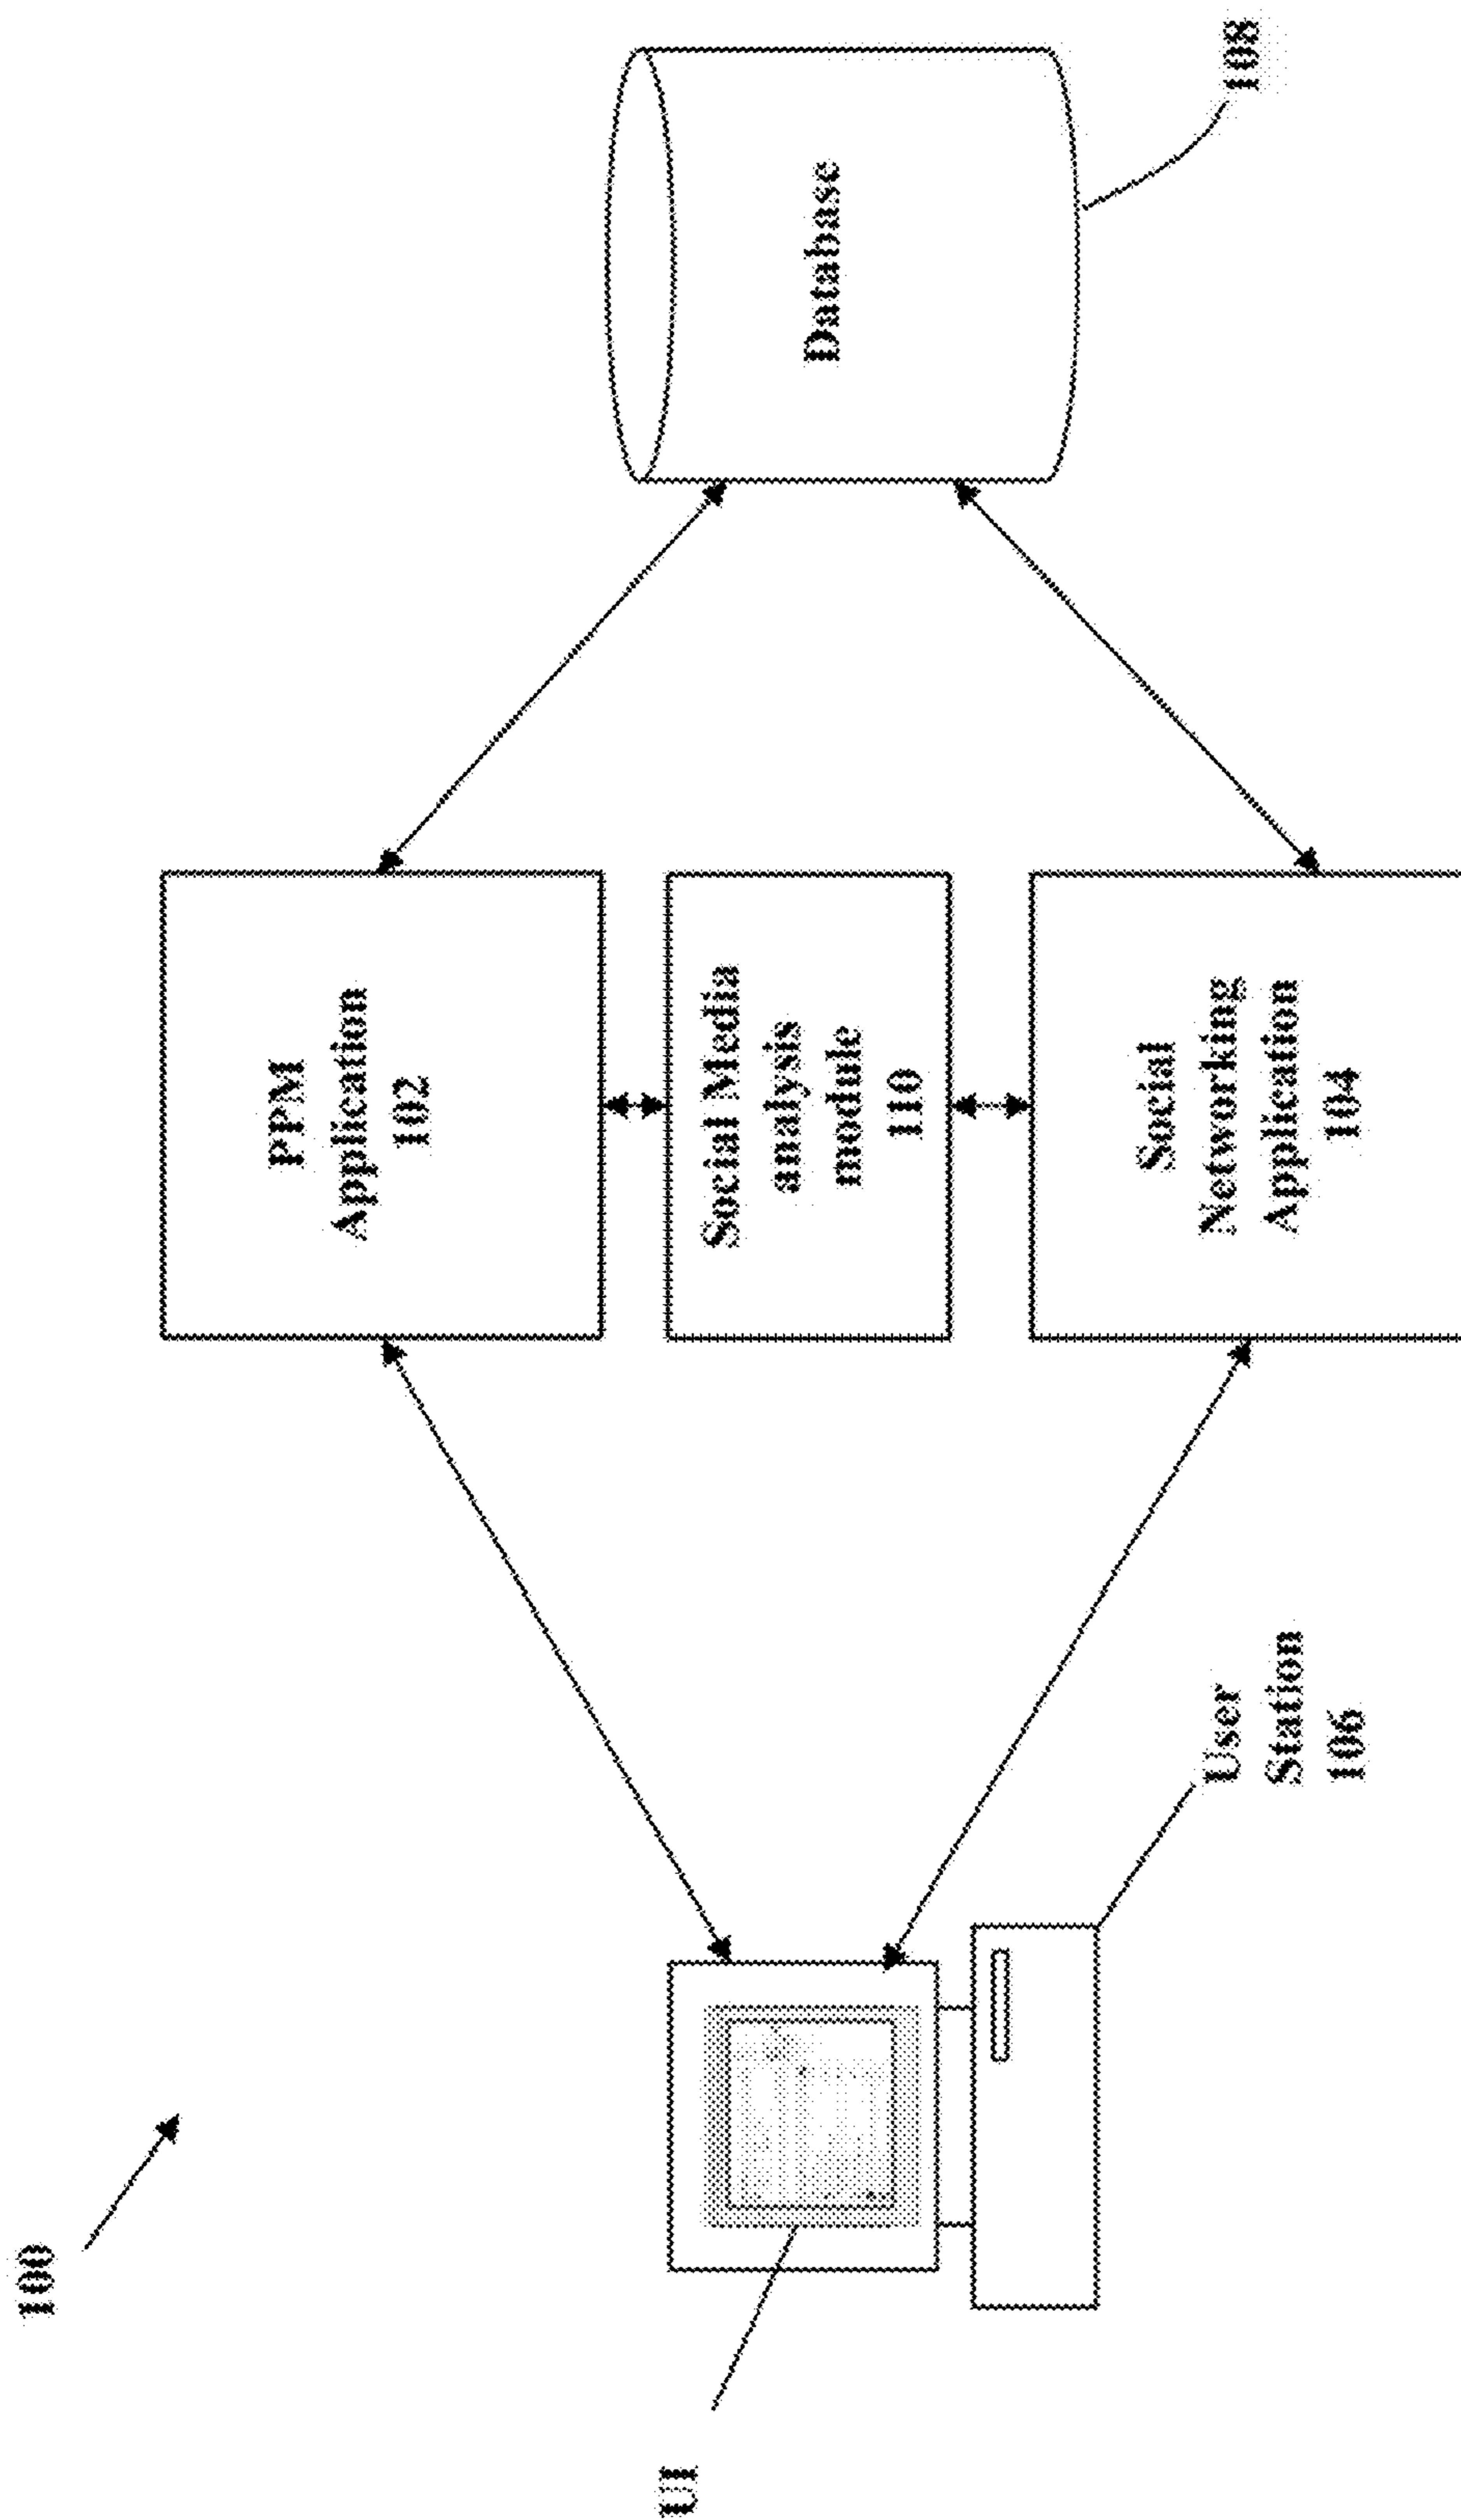 100
PPM
Application
102
Social Media
analysis
module
110
Social
Networking
Application
104
Database
108
UI
User
Station
106